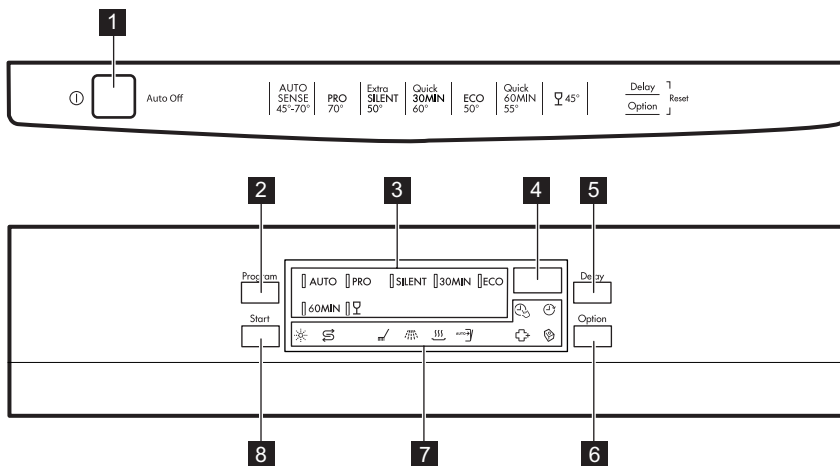 1
Auto Off
AUTO
SENSE
45°-70°
PRO
70°
Extra
SILENT
50°
Quick
30MIN
60°
ECO
50°
Quick
60MIN
55°
45°
Delay
Option
Reset
2
3
4
5
Program
AUTO PRO SILENT 30MIN ECO
Delay
60MIN
Start
Option
AUTO
8
7
6